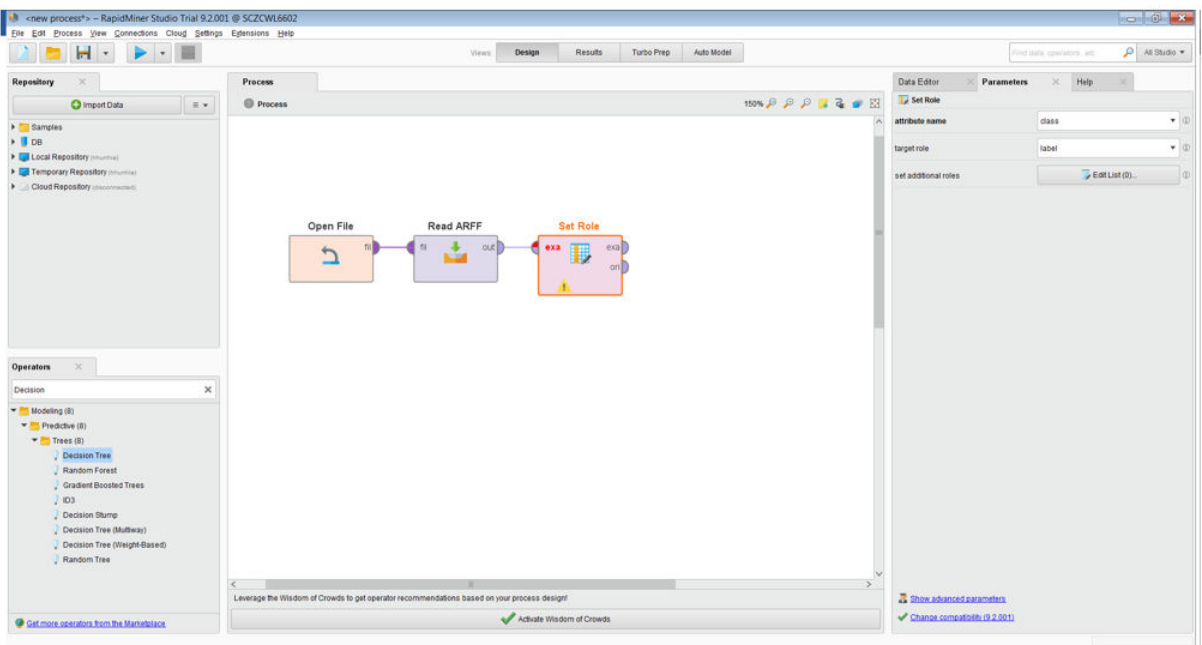 <new process*> – RapidMiner Studio Trial 9.2.001 @ SCZCWL6602
File Edit Process View Connections Cloud Settings Extensions Help
Views: Design Results Turbo Prep Auto Model
Find data, operators...etc
All Studio
Repository
Import Data
Samples
DB
Local Repository
Temporary Repository
Cloud Repository (disconnected)
Operators
Decision
Modeling (8)
Predictive (8)
Trees (8)
Decision Tree
Random Forest
Gradient Boosted Trees
ID3
Decision Stump
Decision Tree (Multiway)
Decision Tree (Weight-Based)
Random Tree
Get more operators from the Marketplace
Process
Process
150%
Open File
fil
Read ARFF
fil out
Set Role
exa exa
ori
Leverage the Wisdom of Crowds to get operator recommendations based on your process design!
Activate Wisdom of Crowds
Data Editor Parameters Help
Set Role
attribute name class
target role label
set additional roles Edit List (0)...
Show advanced parameters
Change compatibility (9.2.001)